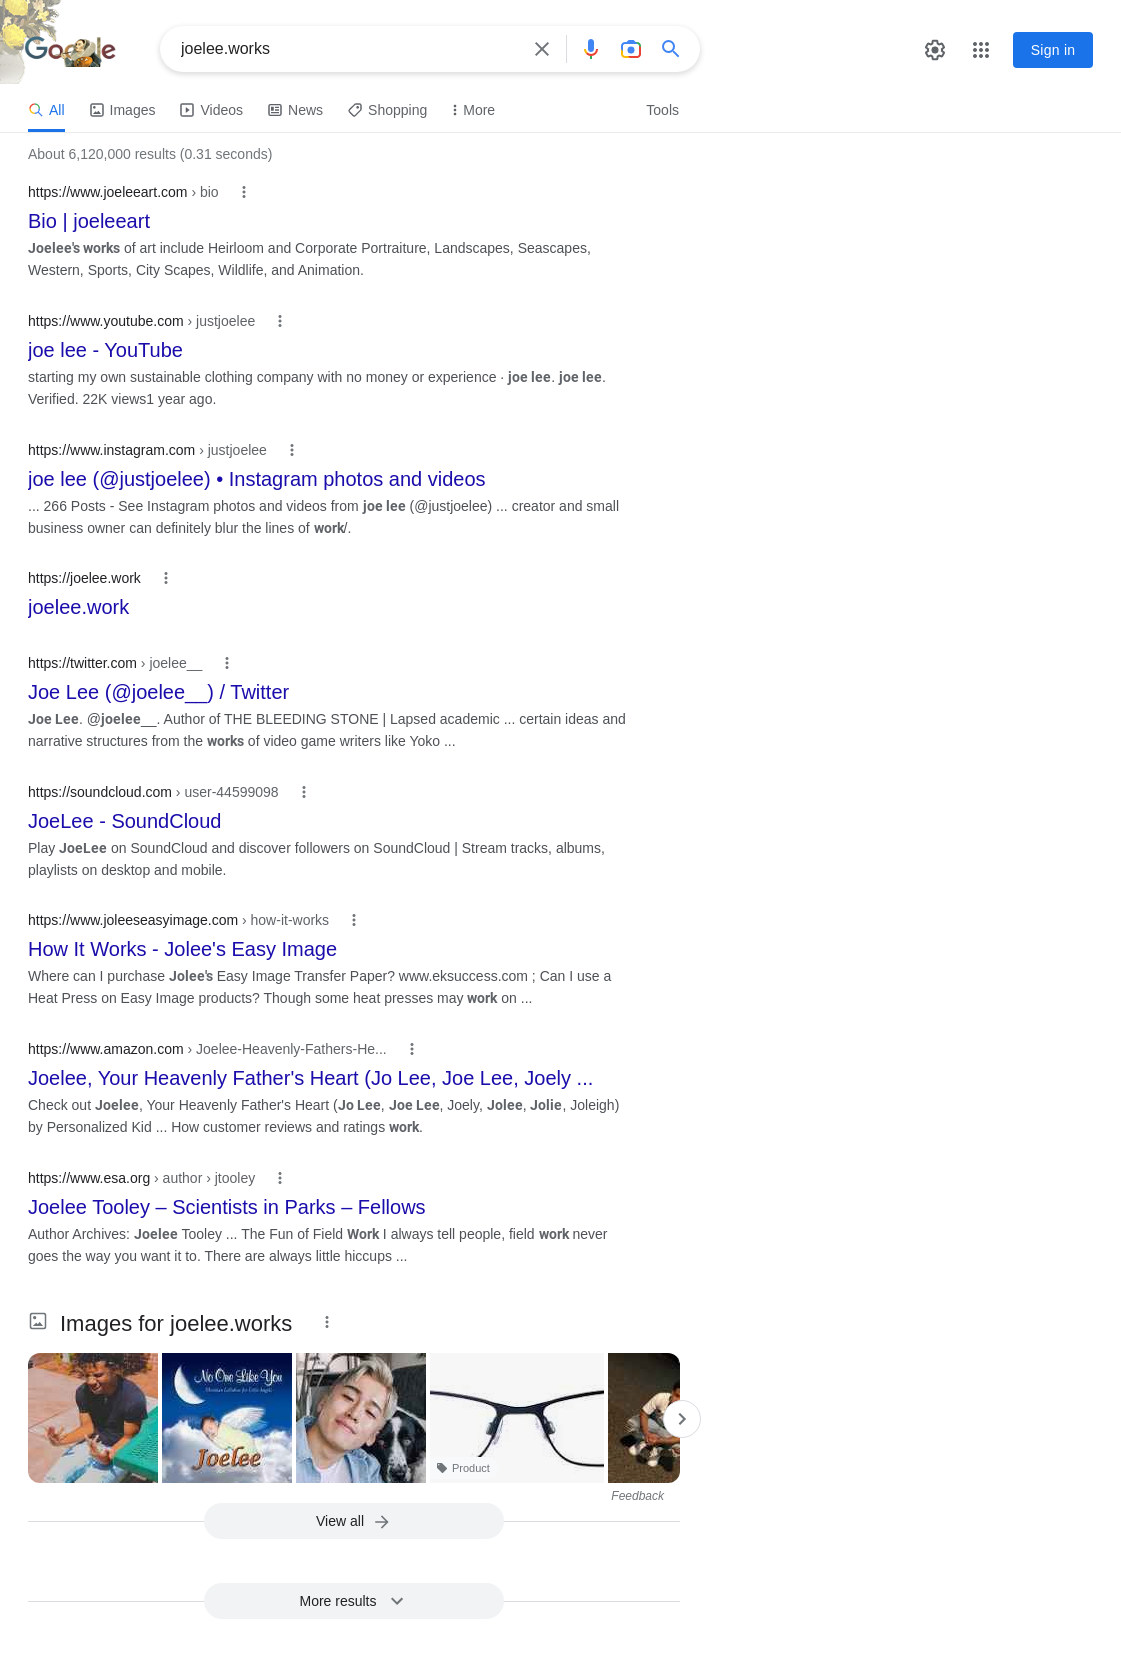 Google
joelee.works
Sign in
All
Images
Videos
News
Shopping
More
Tools
About 6,120,000 results (0.31 seconds)
https://www.joeleeart.com › bio
Bio | joeleeart
Joelee's works of art include Heirloom and Corporate Portraiture, Landscapes, Seascapes,
Western, Sports, City Scapes, Wildlife, and Animation.
https://www.youtube.com › justjoelee
joe lee - YouTube
starting my own sustainable clothing company with no money or experience · joe lee. joe lee.
Verified. 22K views1 year ago.
https://www.instagram.com › justjoelee
joe lee (@justjoelee) • Instagram photos and videos
... 266 Posts - See Instagram photos and videos from joe lee (@justjoelee) ... creator and small
business owner can definitely blur the lines of work/.
https://joelee.work
joelee.work
https://twitter.com › joelee__
Joe Lee (@joelee__) / Twitter
Joe Lee. @joelee__. Author of THE BLEEDING STONE | Lapsed academic ... certain ideas and
narrative structures from the works of video game writers like Yoko ...
https://soundcloud.com › user-44599098
JoeLee - SoundCloud
Play JoeLee on SoundCloud and discover followers on SoundCloud | Stream tracks, albums,
playlists on desktop and mobile.
https://www.joleeseasyimage.com › how-it-works
How It Works - Jolee's Easy Image
Where can I purchase Jolee's Easy Image Transfer Paper? www.eksuccess.com ; Can I use a
Heat Press on Easy Image products? Though some heat presses may work on ...
https://www.amazon.com › Joelee-Heavenly-Fathers-He...
Joelee, Your Heavenly Father's Heart (Jo Lee, Joe Lee, Joely ...
Check out Joelee, Your Heavenly Father's Heart (Jo Lee, Joe Lee, Joely, Jolee, Jolie, Joleigh)
by Personalized Kid ... How customer reviews and ratings work.
https://www.esa.org › author › jtooley
Joelee Tooley – Scientists in Parks – Fellows
Author Archives: Joelee Tooley ... The Fun of Field Work I always tell people, field work never
goes the way you want it to. There are always little hiccups ...
Images for joelee.works
No One Like You
Christian Lullabies for Little Angels
Joelee
Product
Feedback
View all
More results